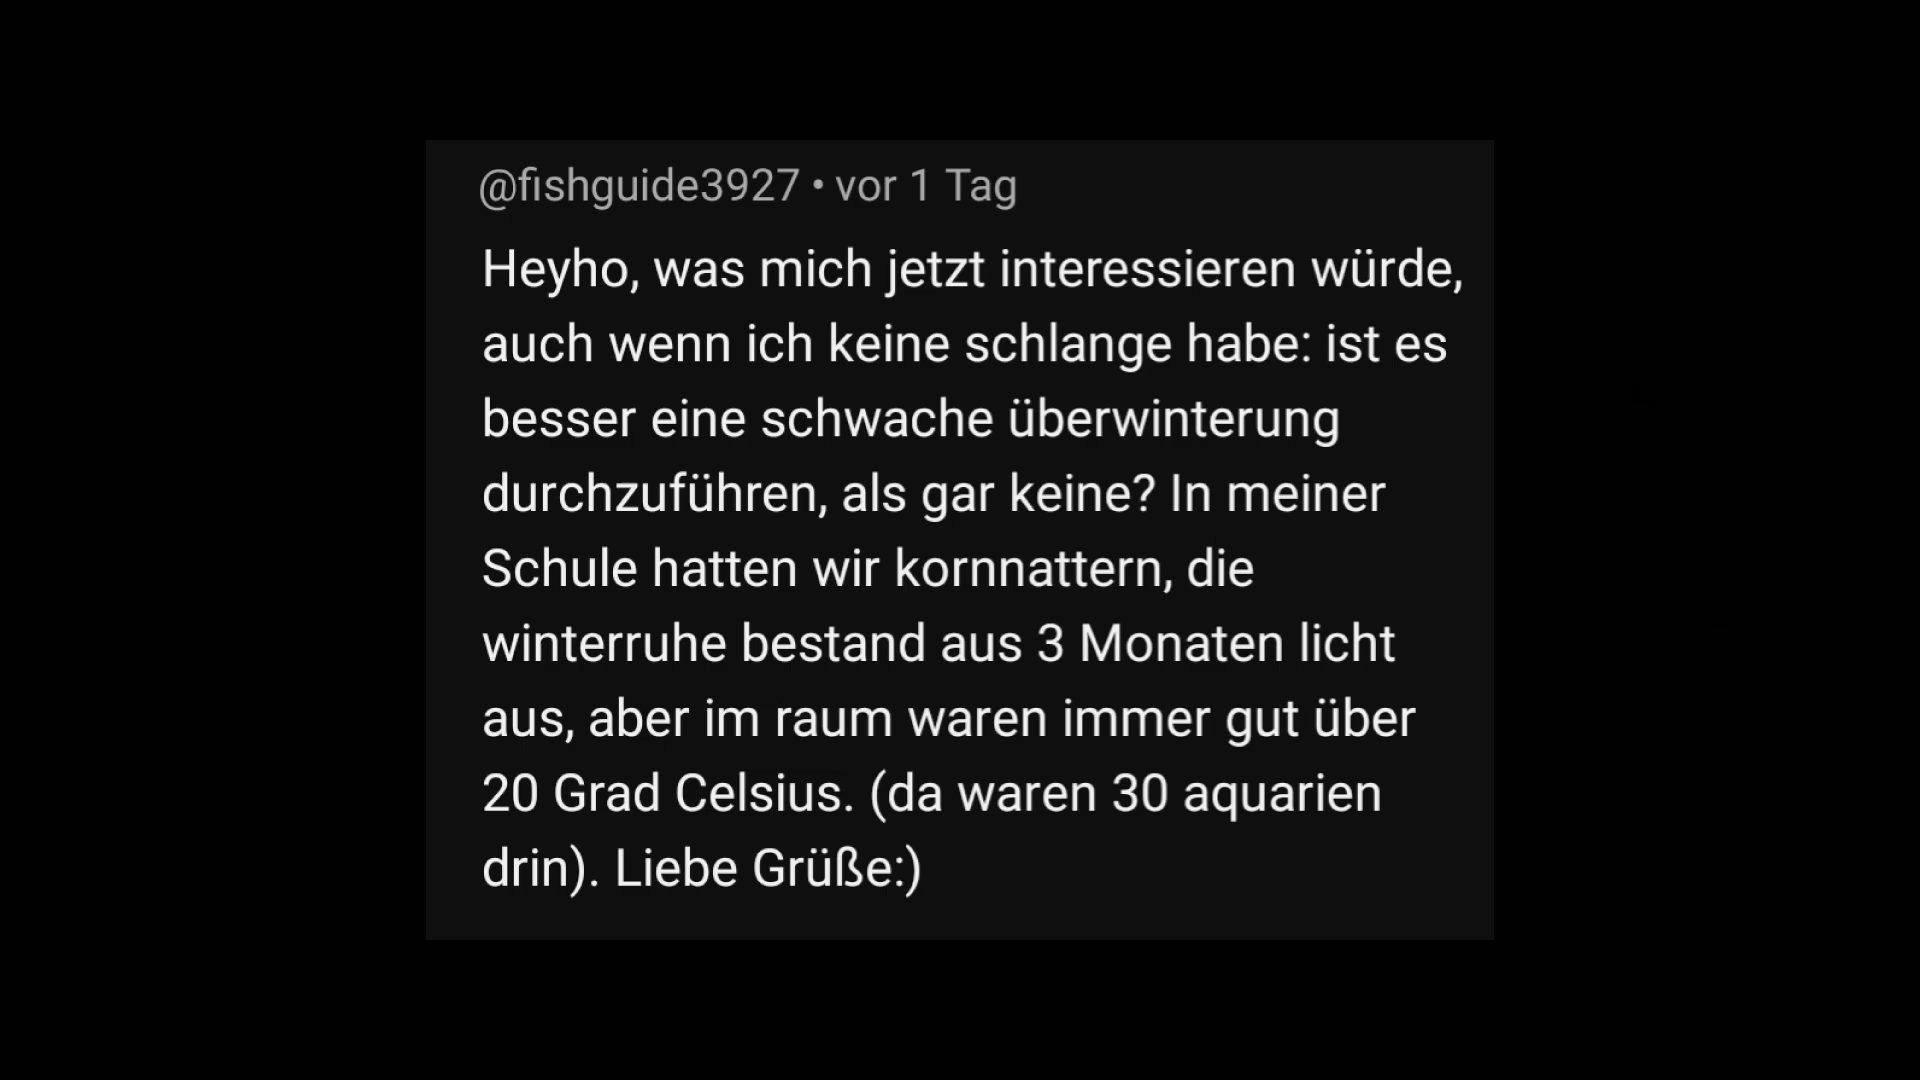 @fishguide3927 • vor 1 Tag
Heyho, was mich jetzt interessieren würde,
auch wenn ich keine schlange habe: ist es
besser eine schwache überwinterung
durchzuführen, als gar keine? In meiner
Schule hatten wir kornnattern, die
winterruhe bestand aus 3 Monaten licht
aus, aber im raum waren immer gut über
20 Grad Celsius. (da waren 30 aquarien
drin). Liebe Grüße:)